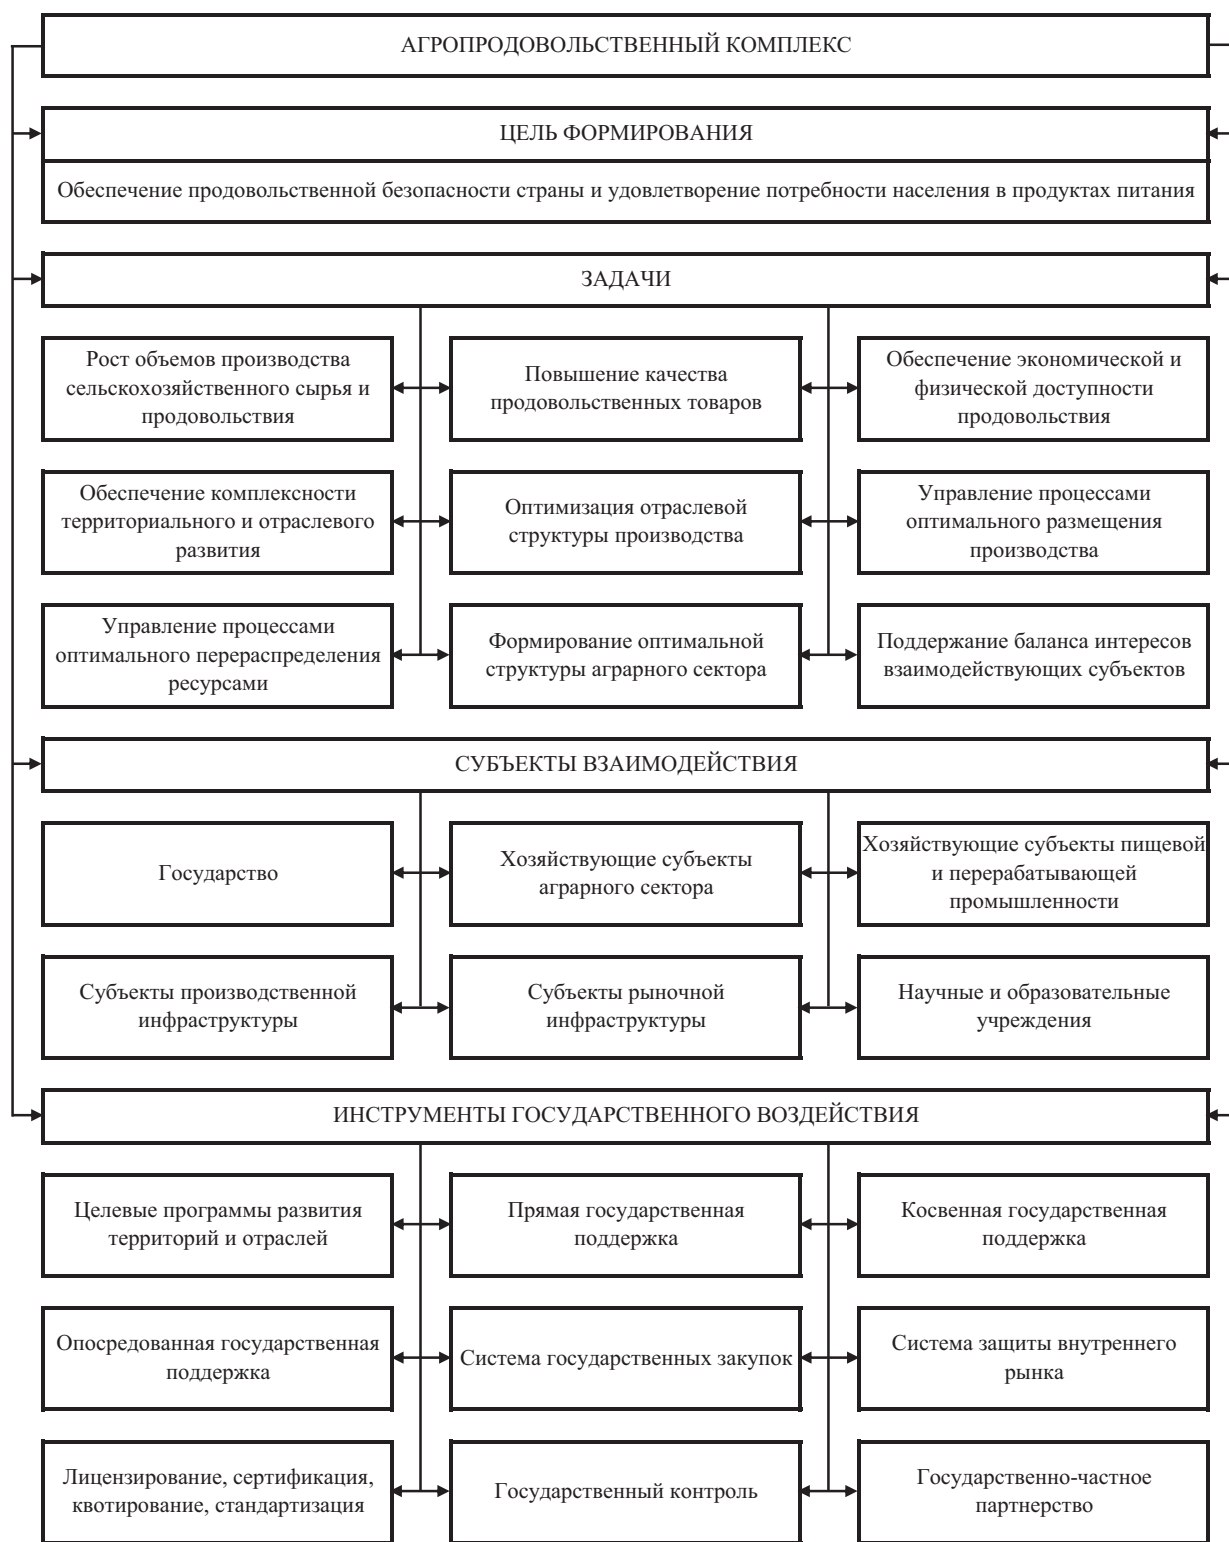 АГРОПРОДОВОЛЬСТВЕННЫЙ КОМПЛЕКС
ЦЕЛЬ ФОРМИРОВАНИЯ
Обеспечение продовольственной безопасности страны и удовлетворение потребности населения в продуктах питания
ЗАДАЧИ
Рост объемов производства
сельскохозяйственного сырья и
продовольствия
Повышение качества
продовольственных товаров
Обеспечение экономической и
физической доступности
продовольствия
Обеспечение комплексности
территориального и отраслевого
развития
Оптимизация отраслевой
структуры производства
Управление процессами
оптимального размещения
производства
Управление процессами
оптимального перераспределения
ресурсами
Формирование оптимальной
структуры аграрного сектора
Поддержание баланса интересов
взаимодействующих субъектов
СУБЪЕКТЫ ВЗАИМОДЕЙСТВИЯ
Государство
Хозяйствующие субъекты
аграрного сектора
Хозяйствующие субъекты пищевой
и перерабатывающей
промышленности
Субъекты производственной
инфраструктуры
Субъекты рыночной
инфраструктуры
Научные и образовательные
учреждения
ИНСТРУМЕНТЫ ГОСУДАРСТВЕННОГО ВОЗДЕЙСТВИЯ
Целевые программы развития
территорий и отраслей
Прямая государственная
поддержка
Косвенная государственная
поддержка
Опосредованная государственная
поддержка
Система государственных закупок
Система защиты внутреннего
рынка
Лицензирование, сертификация,
квотирование, стандартизация
Государственный контроль
Государственно-частное
партнерство